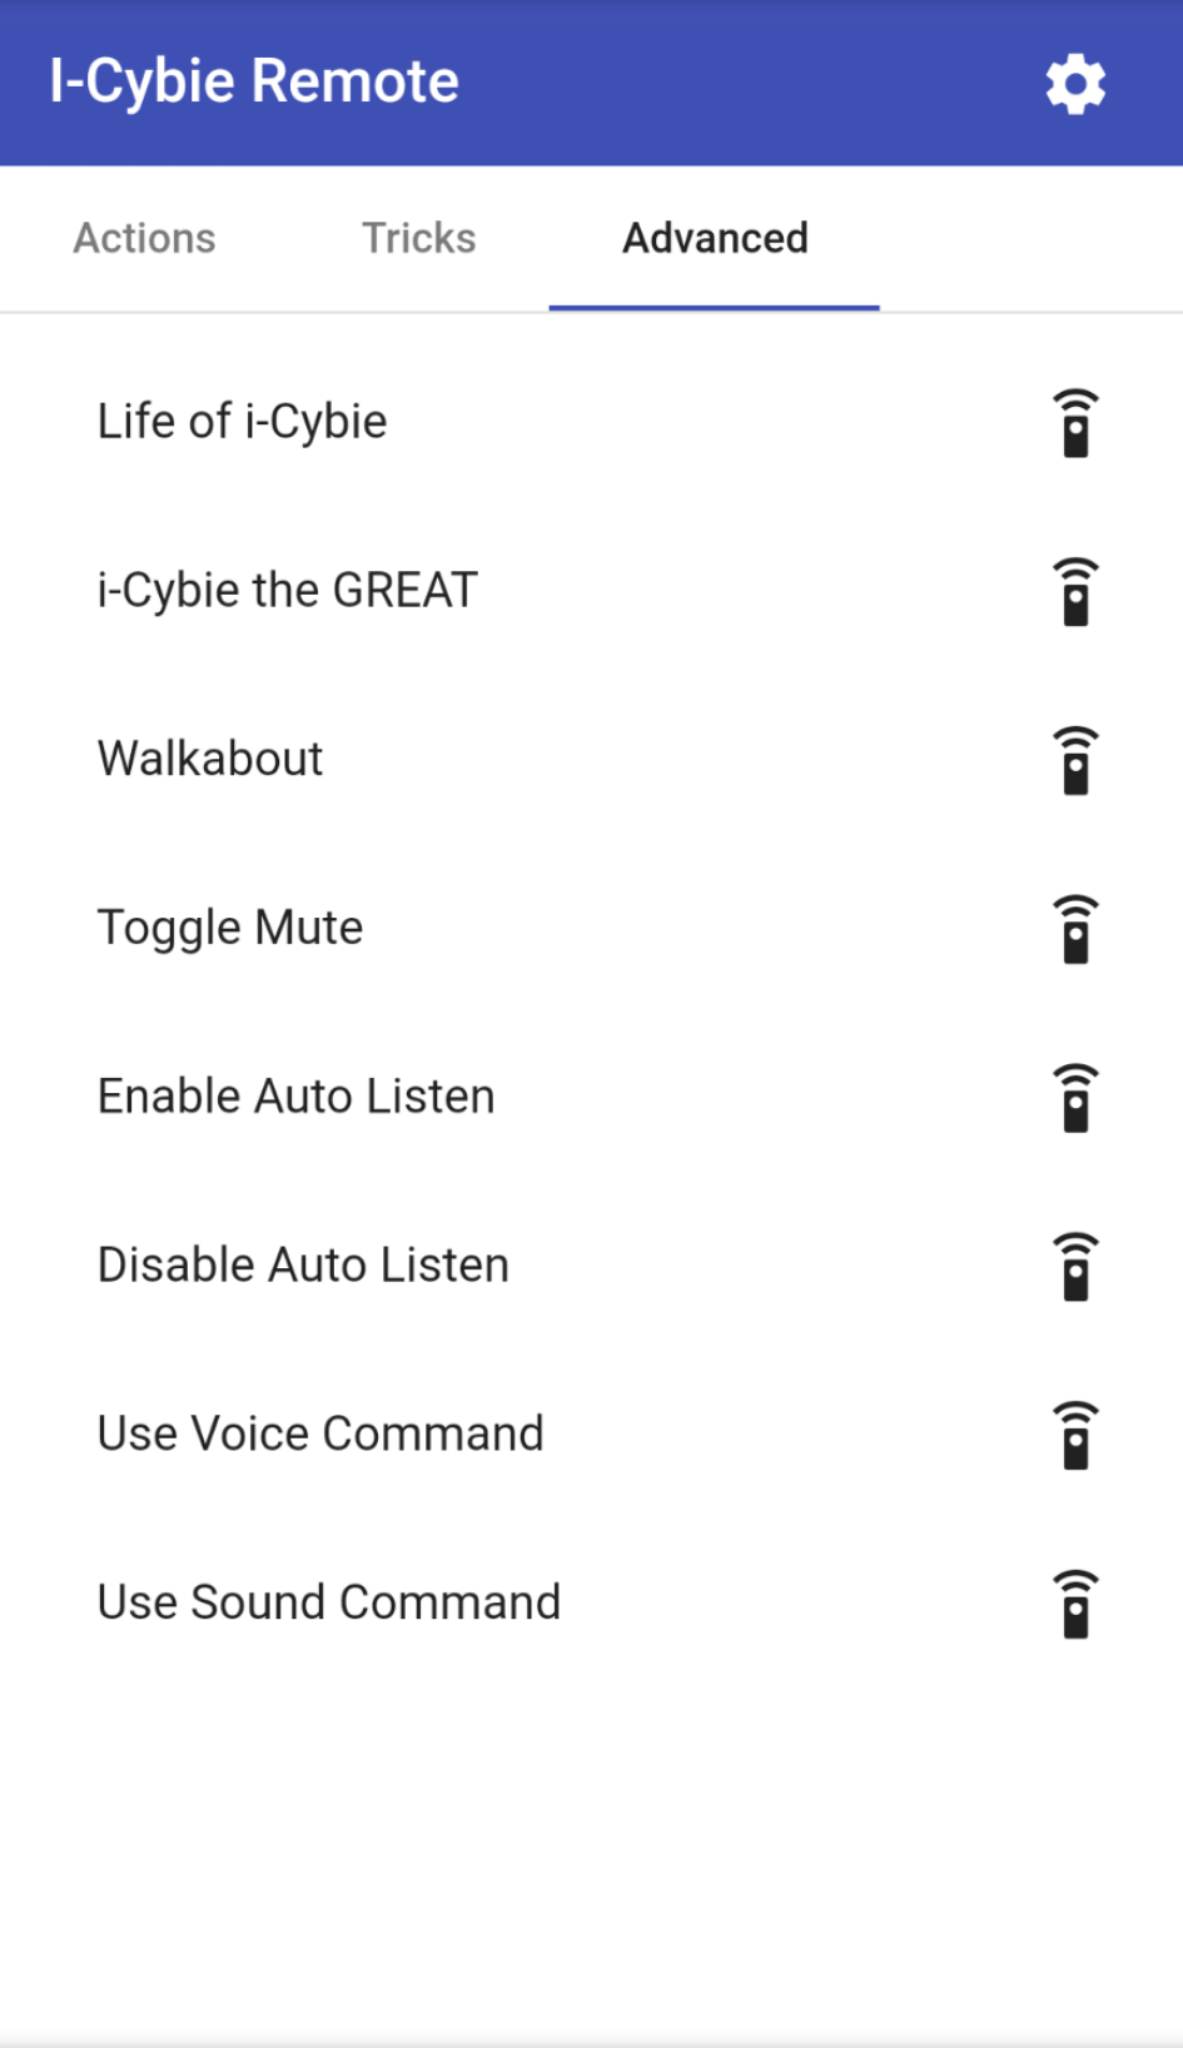 I-Cybie Remote
Actions Tricks Advanced
Life of i-Cybie
i-Cybie the GREAT
Walkabout
Toggle Mute
Enable Auto Listen
Disable Auto Listen
Use Voice Command
Use Sound Command